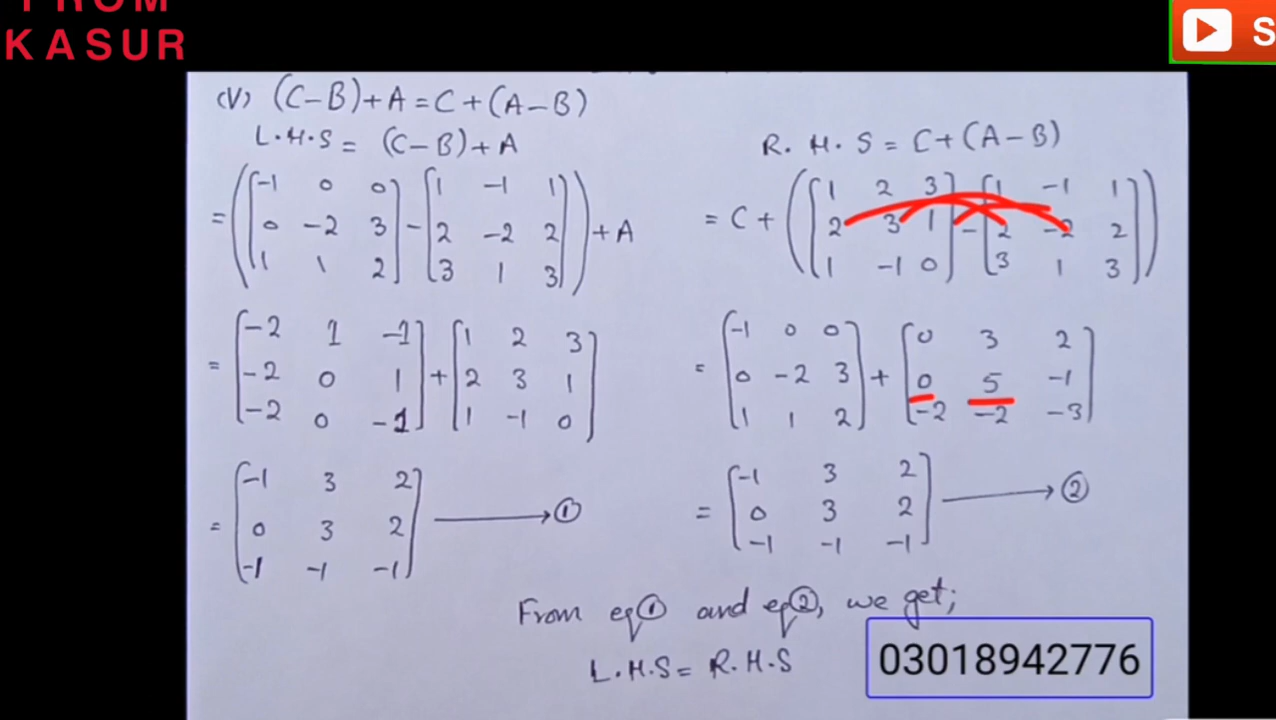 FROM
KASUR
S
(V) (C-B)+A = C+(A-B)
L.H.S = (C-B)+A
= ([-1 0 0] - [1 -1 1]) + A
[0 -2 3] [2 -2 2]
[1 1 2] [3 1 3]
= [-2 1 -1] + [1 2 3]
[-2 0 1] [2 3 1]
[-2 0 -1] [1 -1 0]
= [-1 3 2] → ①
[0 3 2]
[-1 -1 -1]
R.H.S = C+(A-B)
= C + ([1 2 3] - [1 -1 1])
[2 3 1] [2 -2 2]
[1 -1 0] [3 1 3]
= [-1 0 0] + [0 3 2]
[0 -2 3] [0 5 -1]
[1 1 2] [-2 -2 -3]
= [-1 3 2] → ②
[0 3 2]
[-1 -1 -1]
From eq① and eq②, we get;
L.H.S = R.H.S
03018942776